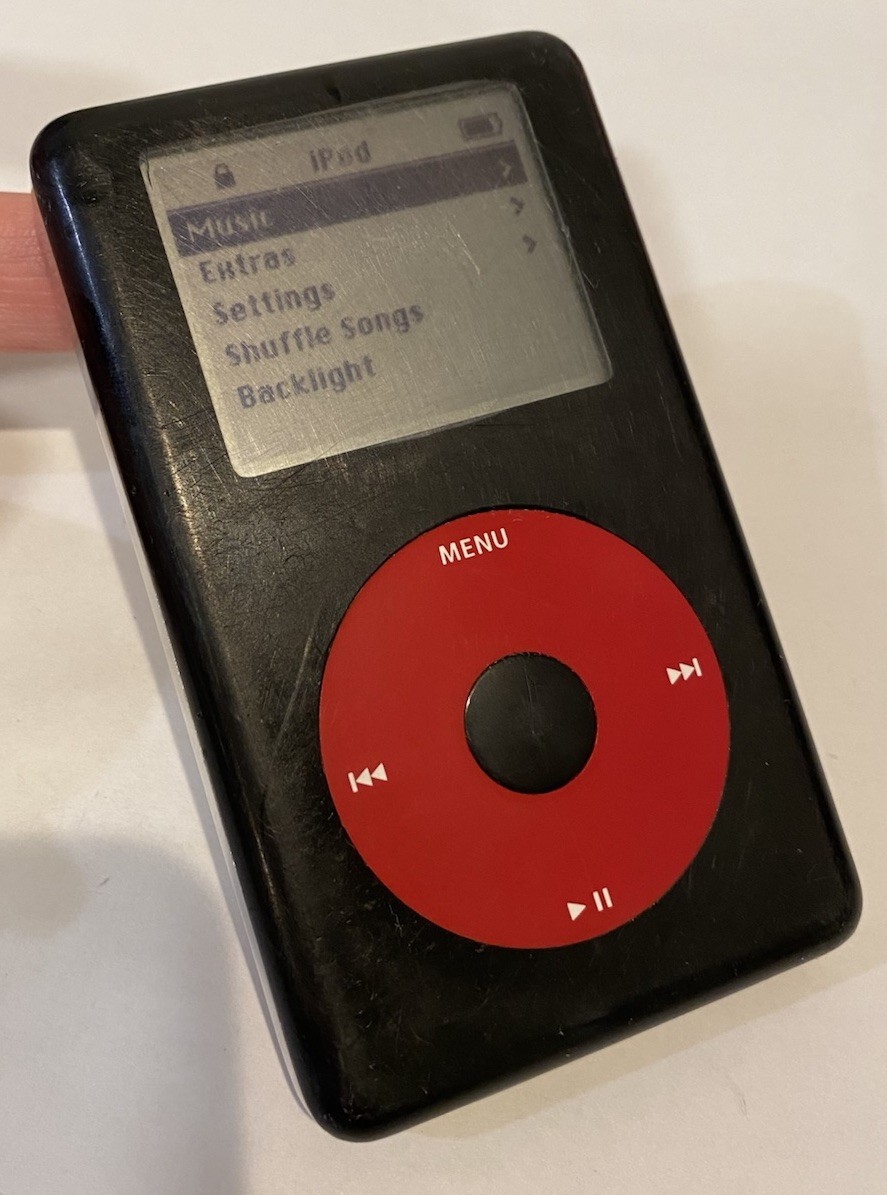 iPod
Music
Extras
Settings
Shuffle Songs
Backlight
MENU